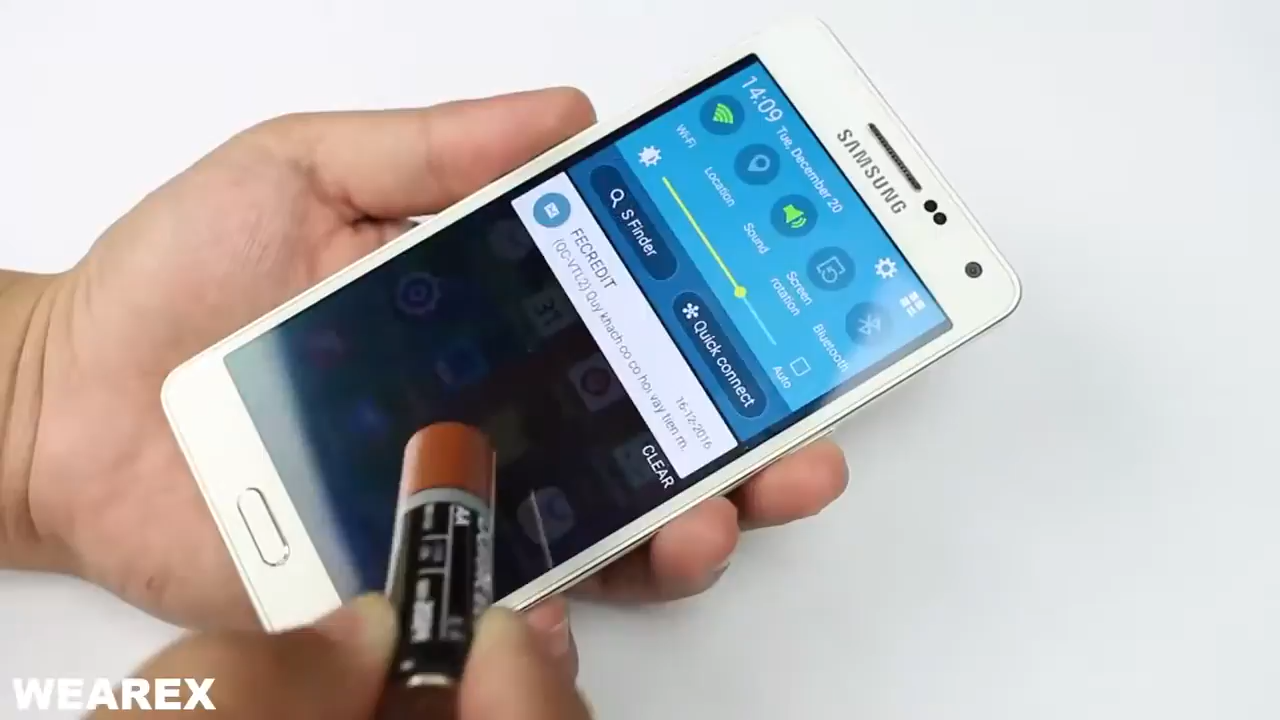 SAMSUNG
14:09 Tue, December 20
Wi-Fi
Location
Sound
Screen
rotation
Bluetooth
Auto
S Finder
Quick connect
FECREDIT
16-12-2016
(QC-VTL2) Quy khach co co hoi vay tien m.
CLEAR
31
AA
WEAREX